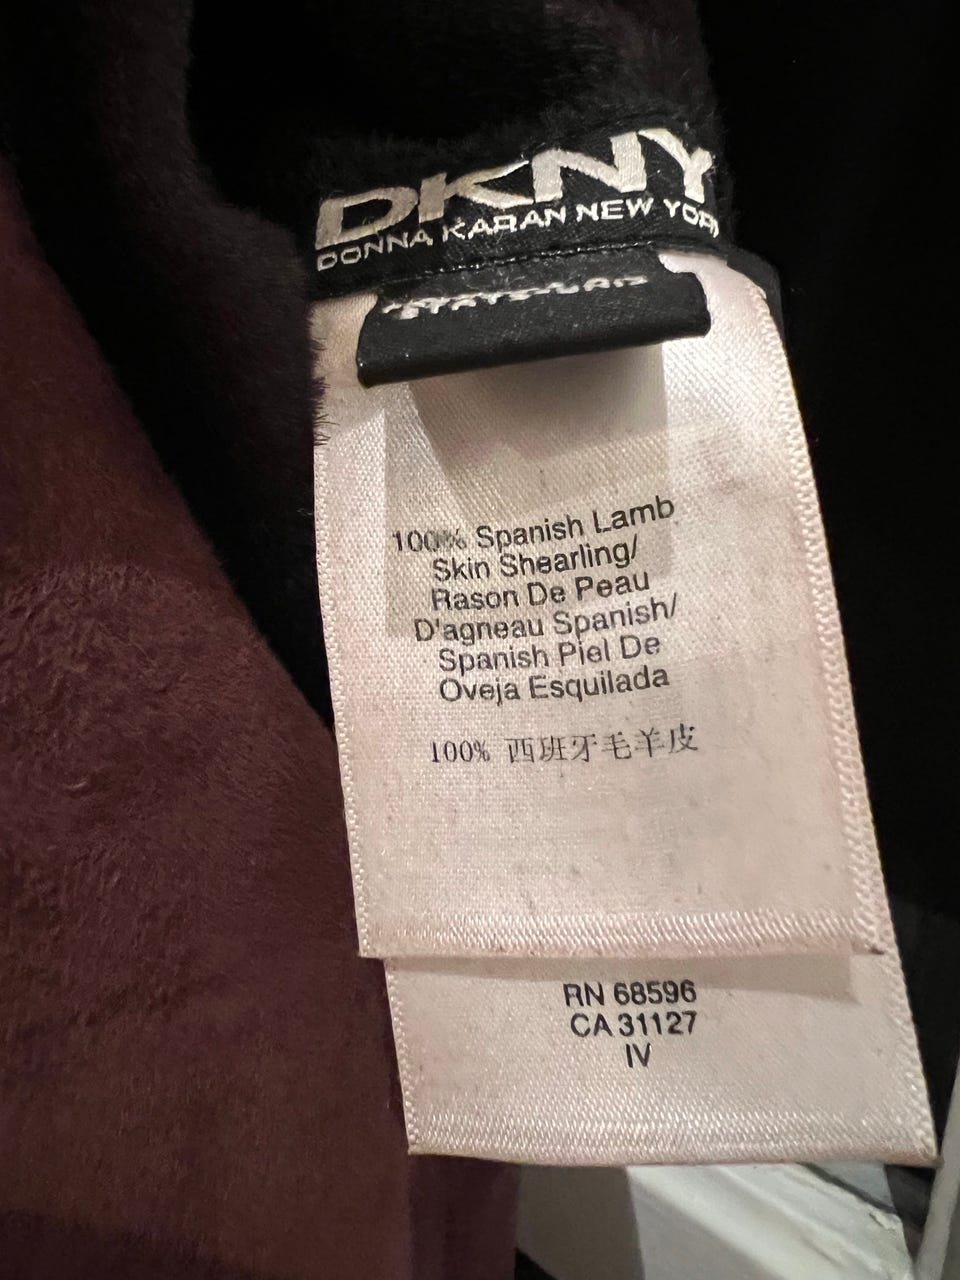 DKNY
DONNA KARAN NEW YORK
100% Spanish Lamb
Skin Shearling/
Rason De Peau
D'agneau Spanish/
Spanish Piel De
Oveja Esquilada
100% 西班牙毛羊皮
RN 68596
CA 31127
IV